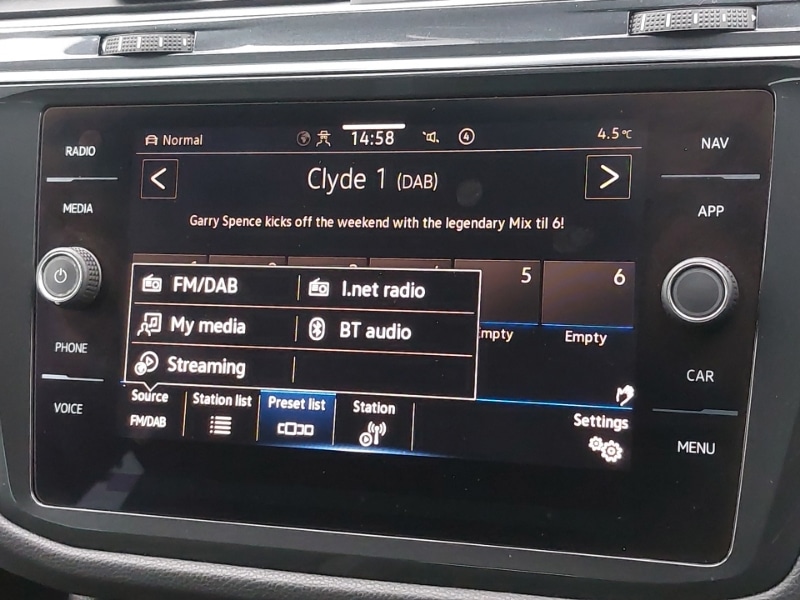 RADIO
MEDIA
PHONE
VOICE
Normal
14:58
4
4.5°C
< Clyde 1 (DAB) >
Garry Spence kicks off the weekend with the legendary Mix til 6!
5
6
Empty
FM/DAB
I.net radio
My media
BT audio
Streaming
Source
FM/DAB
Station list
Preset list
Station
Settings
NAV
APP
CAR
MENU